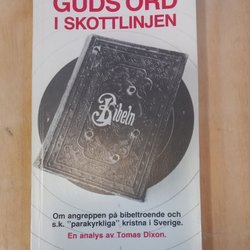 GUDS ORD
I SKOTTLINJEN
Bibeln
Om angreppen på bibeltroende och
s.k. "parakyrkliga" kristna i Sverige.
En analys av Tomas Dixon.